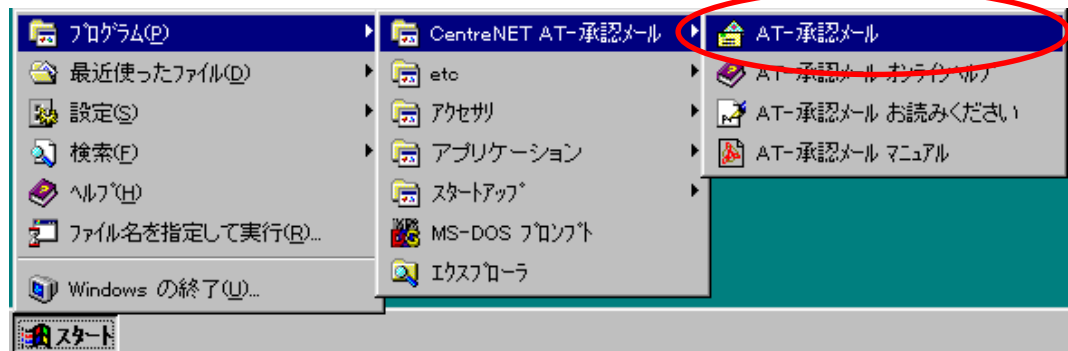 プログラム(P)
最近使ったファイル(D)
設定(S)
検索(F)
ヘルプ(H)
ファイル名を指定して実行(R)...
Windows の終了(U)...
スタート
CentreNET AT-承認メール
etc
アクセサリ
アプリケーション
スタートアップ
MS-DOS プロンプト
エクスプローラ
AT-承認メール
AT-承認メール オンラインヘルプ
AT-承認メール お読みください
AT-承認メール マニュアル